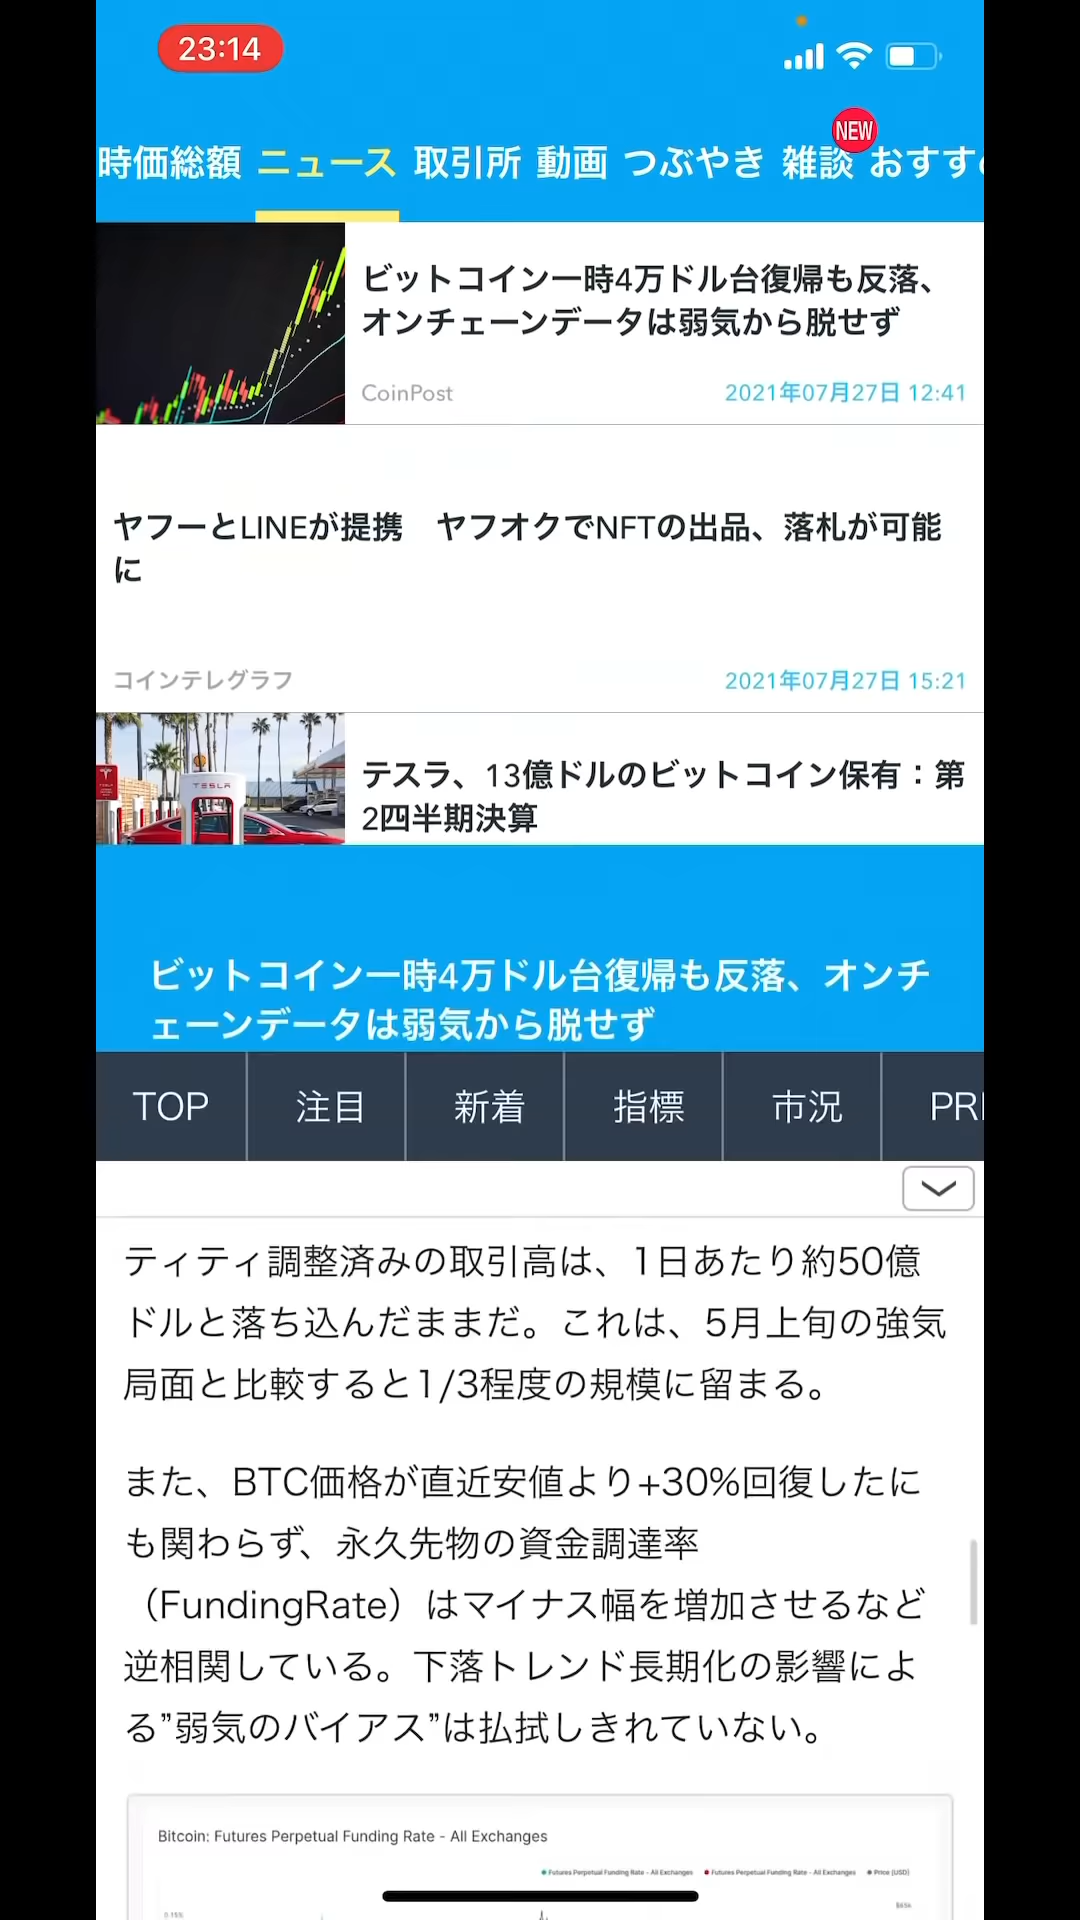 23:14
NEW
時価総額 ニュース 取引所 動画 つぶやき 雑談 おすす
ビットコイン一時4万ドル台復帰も反落、
オンチェーンデータは弱気から脱せず
CoinPost 2021年07月27日 12:41
ヤフーとLINEが提携　ヤフオクでNFTの出品、落札が可能
に
コインテレグラフ 2021年07月27日 15:21
TESLA
テスラ、13億ドルのビットコイン保有：第
2四半期決算
ビットコイン一時4万ドル台復帰も反落、オンチ
ェーンデータは弱気から脱せず
TOP 注目 新着 指標 市況 PR
ティティ調整済みの取引高は、1日あたり約50億
ドルと落ち込んだままだ。これは、5月上旬の強気
局面と比較すると1/3程度の規模に留まる。
また、BTC価格が直近安値より+30%回復したに
も関わらず、永久先物の資金調達率
（FundingRate）はマイナス幅を増加させるなど
逆相関している。下落トレンド長期化の影響によ
る”弱気のバイアス”は払拭しきれていない。
Bitcoin: Futures Perpetual Funding Rate - All Exchanges
Futures Perpetual Funding Rate - All Exchanges Futures Perpetual Funding Rate - All Exchanges Price (USD)
0.15% $65k